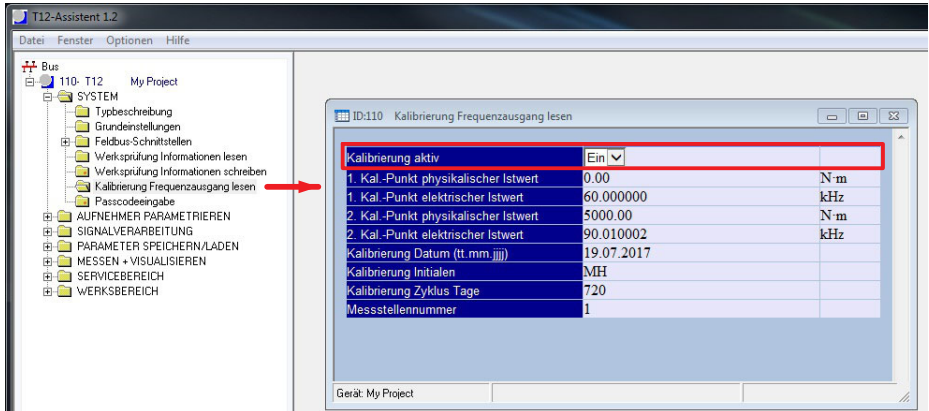 T12-Assistent 1.2
Datei Fenster Optionen Hilfe
Bus
110- T12 My Project
SYSTEM
Typbeschreibung
Grundeinstellungen
Feldbus-Schnittstellen
Werksprüfung Informationen lesen
Werksprüfung Informationen schreiben
Kalibrierung Frequenzausgang lesen
Passcodeeingabe
AUFNEHMER PARAMETRIEREN
SIGNALVERARBEITUNG
PARAMETER SPEICHERN/LADEN
MESSEN + VISUALISIEREN
SERVICEBEREICH
WERKSBEREICH
ID:110 Kalibrierung Frequenzausgang lesen
Kalibrierung aktiv Ein
1. Kal.-Punkt physikalischer Istwert 0.00 N·m
1. Kal.-Punkt elektrischer Istwert 60.000000 kHz
2. Kal.-Punkt physikalischer Istwert 5000.00 N·m
2. Kal.-Punkt elektrischer Istwert 90.010002 kHz
Kalibrierung Datum (tt.mm.jjjj) 19.07.2017
Kalibrierung Initialen MH
Kalibrierung Zyklus Tage 720
Messstellennummer 1
Gerät: My Project